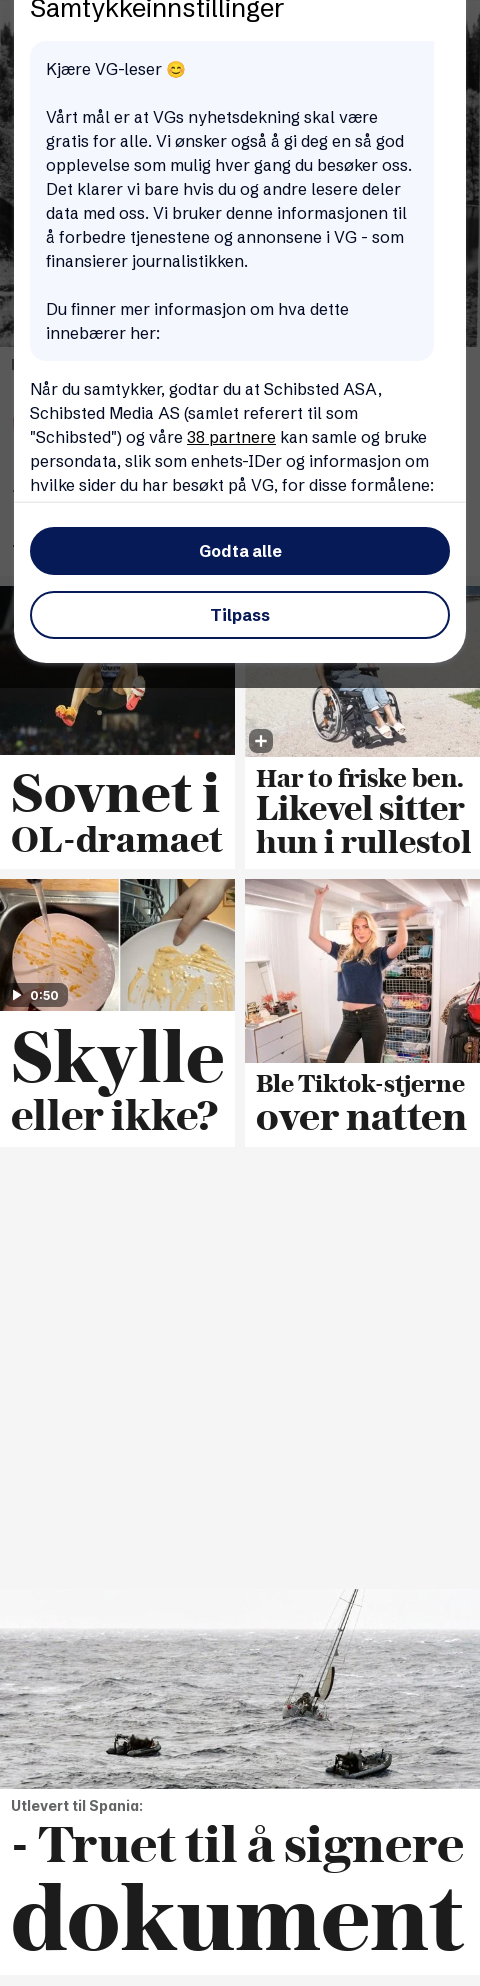 Samtykkeinnstillinger
Kjære VG-leser 😊
Vårt mål er at VGs nyhetsdekning skal være
gratis for alle. Vi ønsker også å gi deg en så god
opplevelse som mulig hver gang du besøker oss.
Det klarer vi bare hvis du og andre lesere deler
data med oss. Vi bruker denne informasjonen til
å forbedre tjenestene og annonsene i VG - som
finansierer journalistikken.
Du finner mer informasjon om hva dette
innebærer her:
Når du samtykker, godtar du at Schibsted ASA,
Schibsted Media AS (samlet referert til som
"Schibsted") og våre 38 partnere kan samle og bruke
persondata, slik som enhets-IDer og informasjon om
hvilke sider du har besøkt på VG, for disse formålene:
Godta alle
Tilpass
Sovnet i
OL-dramaet
Har to friske ben.
Likevel sitter
hun i rullestol
0:50
Skylle
eller ikke?
Ble Tiktok-stjerne
over natten
Utlevert til Spania:
- Truet til å signere
dokument